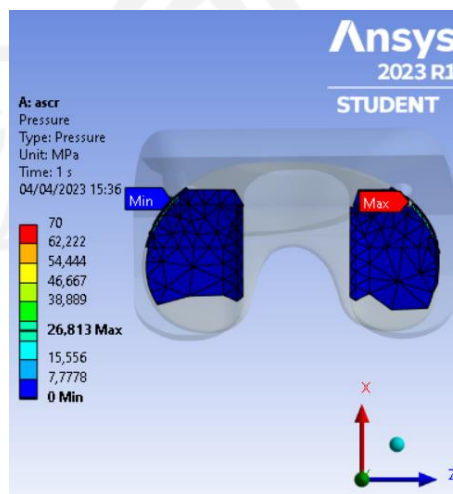 Ansys
2023 R1
STUDENT
A: ascr
Pressure
Type: Pressure
Unit: MPa
Time: 1 s
04/04/2023 15:36
Min
Max
70
62,222
54,444
46,667
38,889
26,813 Max
15,556
7,7778
0 Min
X
Z